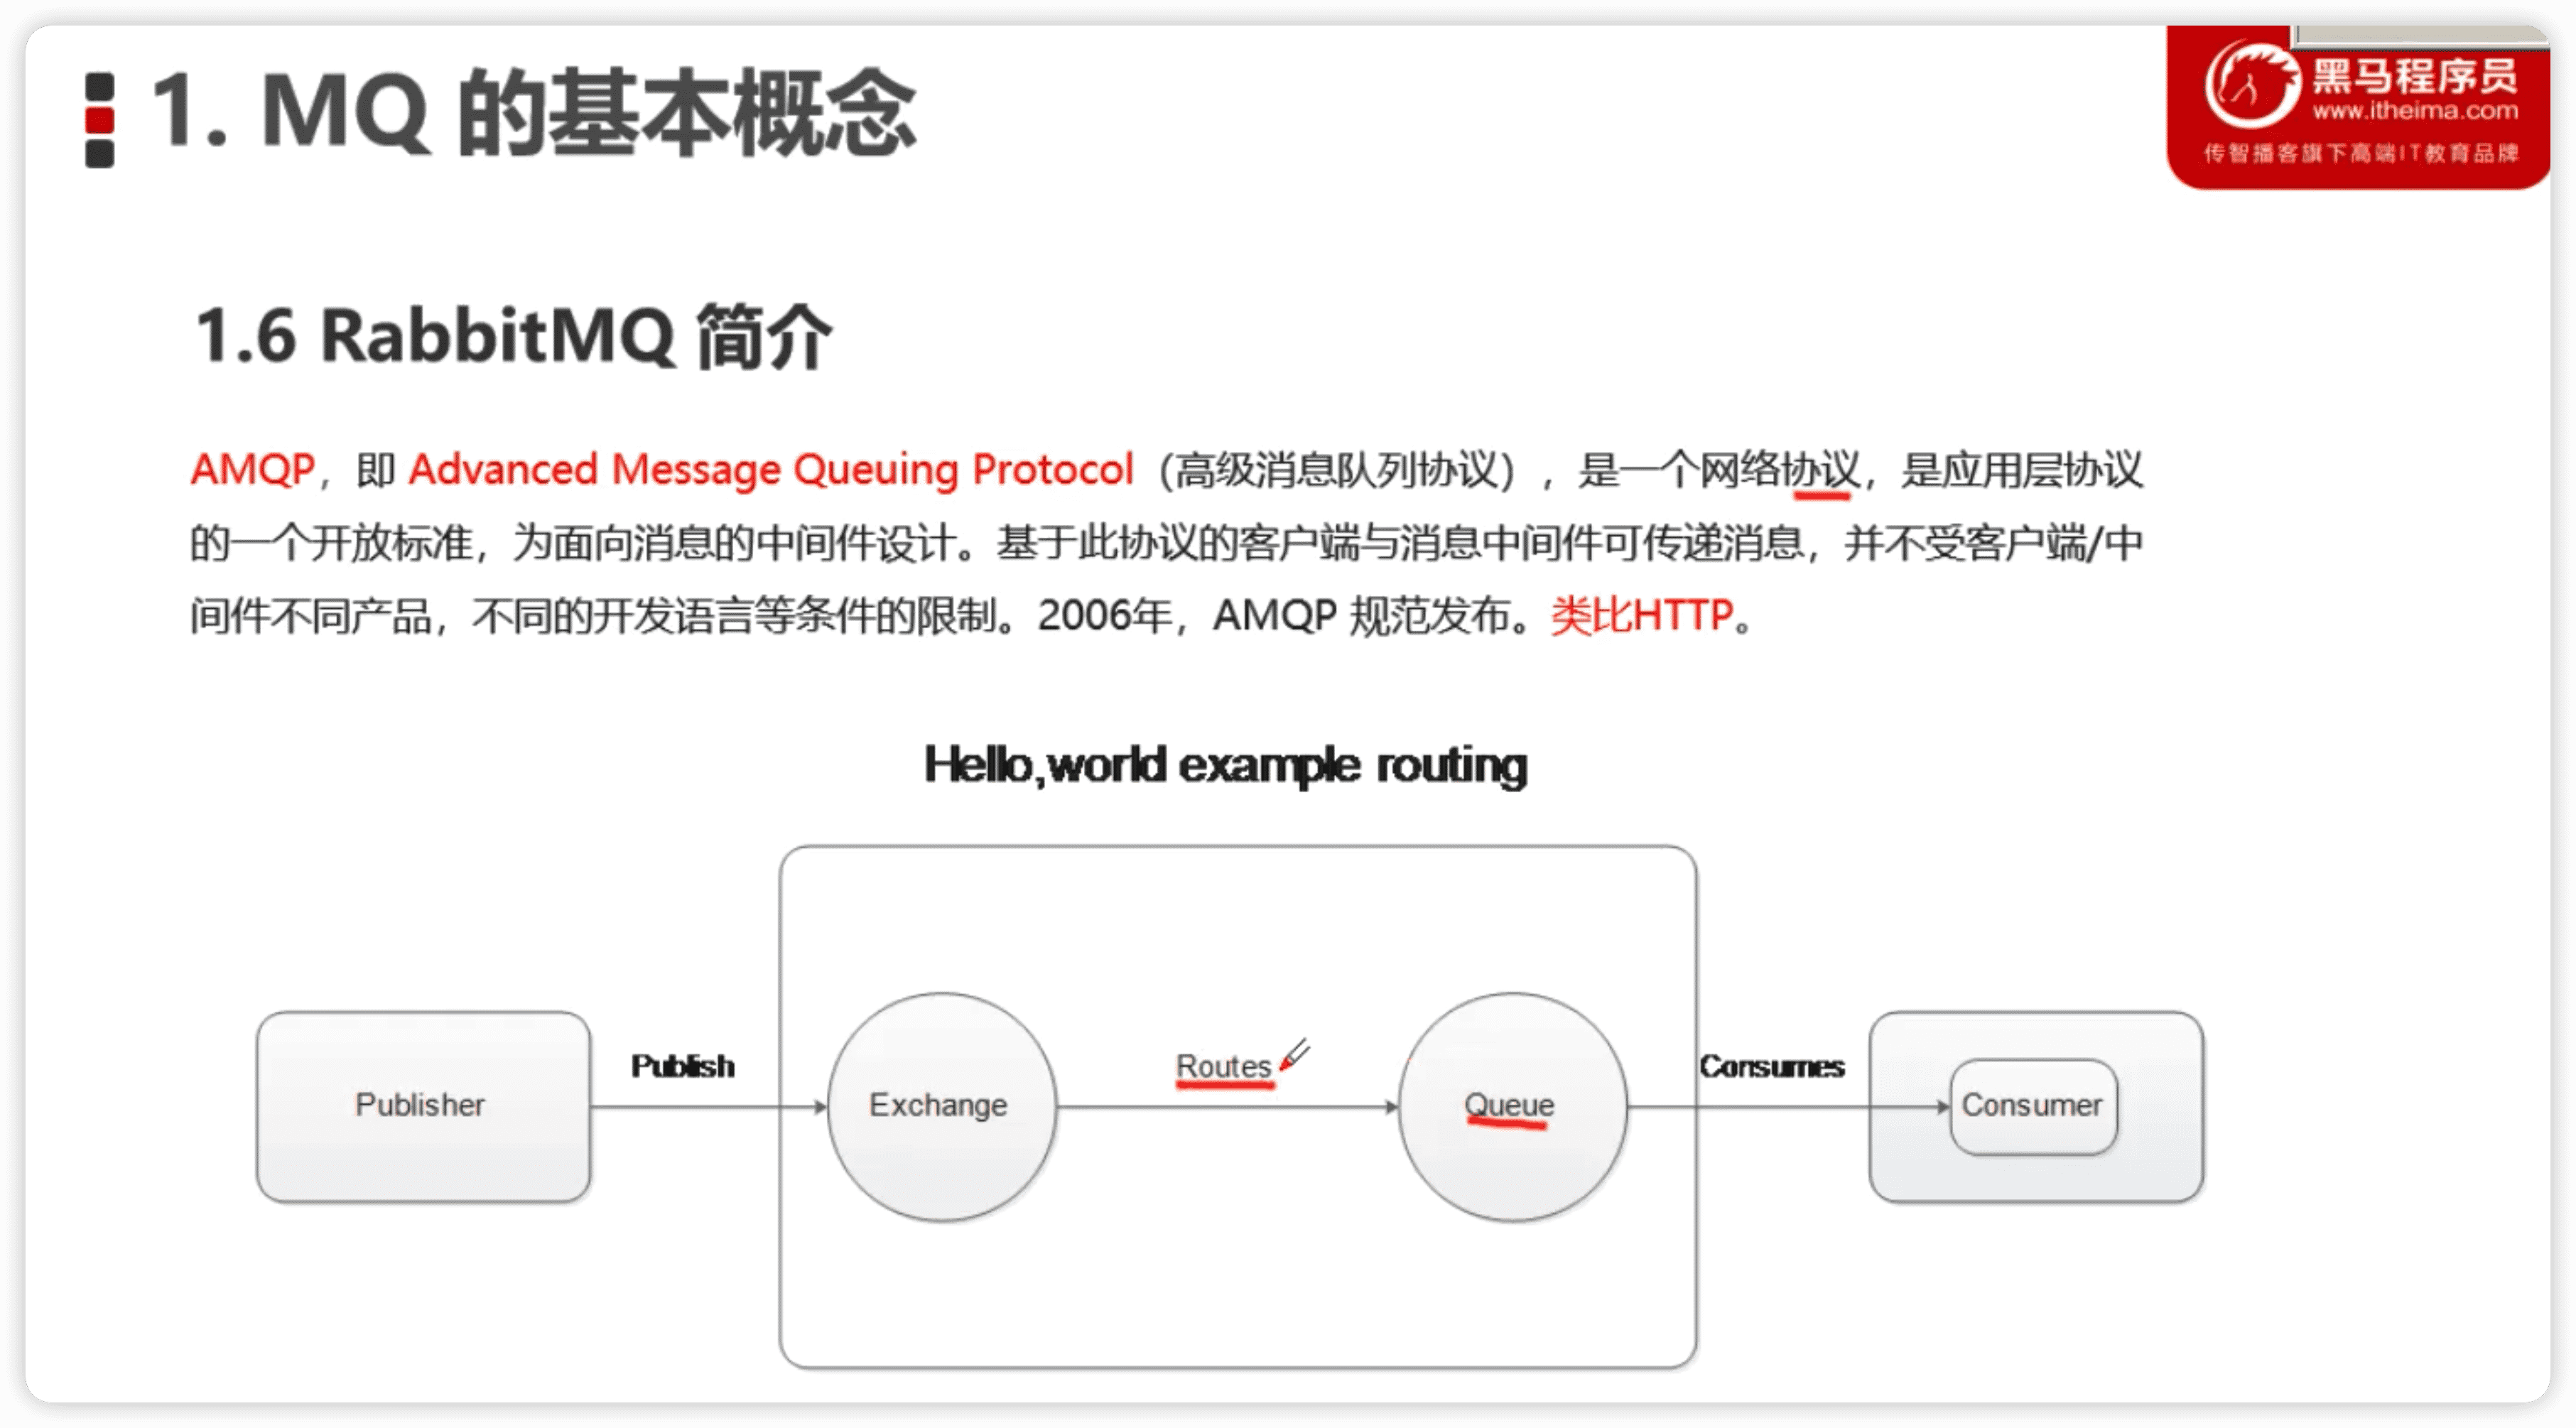 1. MQ 的基本概念
黑马程序员
www.itheima.com
传智播客旗下高端IT教育品牌
1.6 RabbitMQ 简介
AMQP，即 Advanced Message Queuing Protocol（高级消息队列协议），是一个网络协议，是应用层协议
的一个开放标准，为面向消息的中间件设计。基于此协议的客户端与消息中间件可传递消息，并不受客户端/中
间件不同产品，不同的开发语言等条件的限制。2006年，AMQP 规范发布。类比HTTP。
Hello,world example routing
Publisher
Publish
Exchange
Routes
Queue
Consumes
Consumer